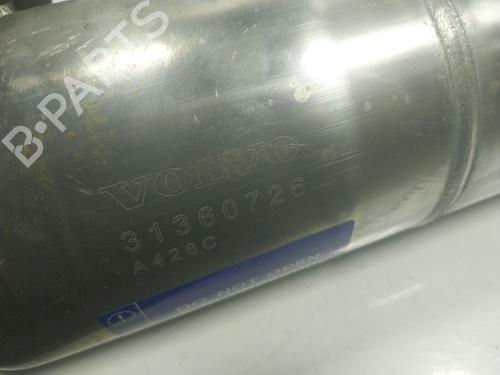 B-PARTS
VOLVO
31360726
A426C
DO NOT OPEN